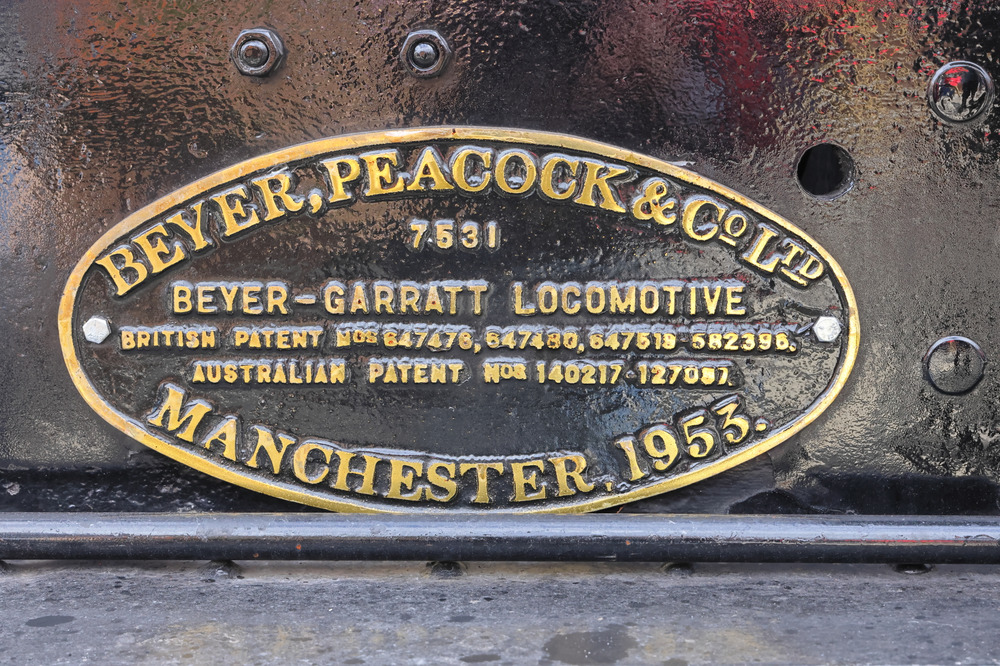 BEYER, PEACOCK & Co LTD
7531
BEYER-GARRATT LOCOMOTIVE
BRITISH PATENT NOS 647476, 647480, 647519 582396.
AUSTRALIAN PATENT NOS 140217 127087
MANCHESTER, 1953.